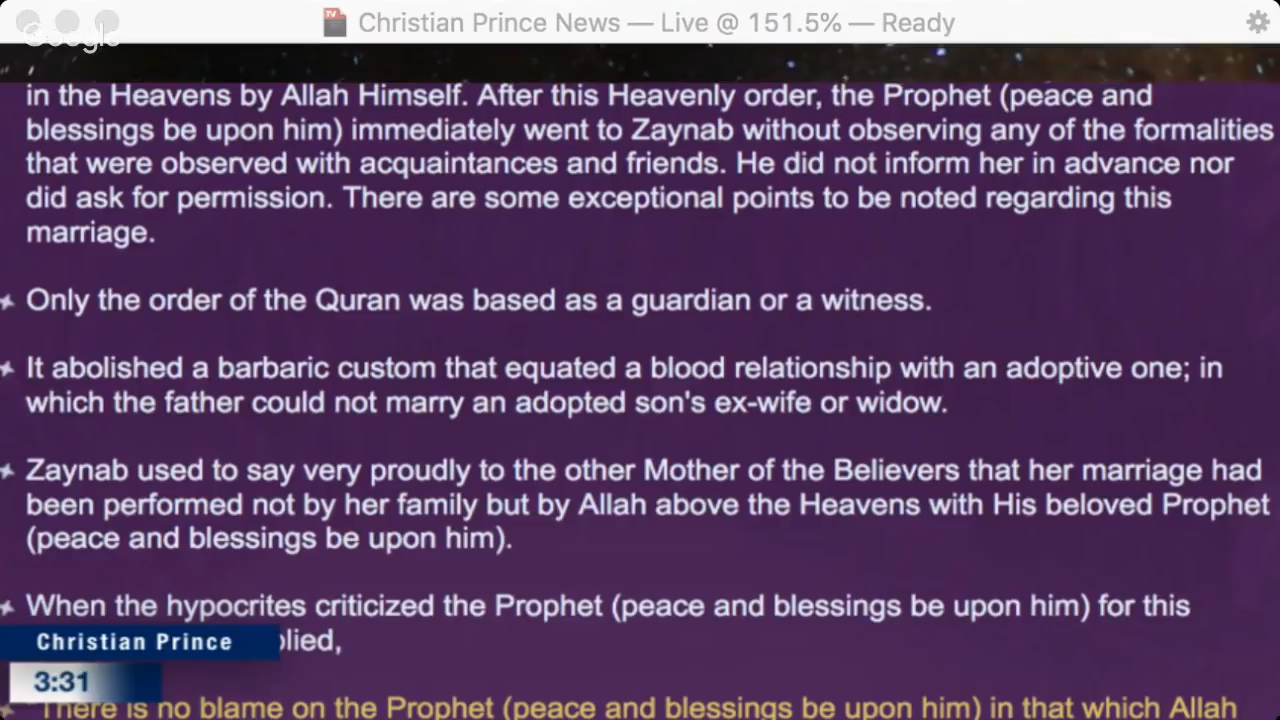 Christian Prince News — Live @ 151.5% — Ready
Google
in the Heavens by Allah Himself. After this Heavenly order, the Prophet (peace and
blessings be upon him) immediately went to Zaynab without observing any of the formalities
that were observed with acquaintances and friends. He did not inform her in advance nor
did ask for permission. There are some exceptional points to be noted regarding this
marriage.
Only the order of the Quran was based as a guardian or a witness.
It abolished a barbaric custom that equated a blood relationship with an adoptive one; in
which the father could not marry an adopted son's ex-wife or widow.
Zaynab used to say very proudly to the other Mother of the Believers that her marriage had
been performed not by her family but by Allah above the Heavens with His beloved Prophet
(peace and blessings be upon him).
When the hypocrites criticized the Prophet (peace and blessings be upon him) for this
plied,
Christian Prince
3:31
"There is no blame on the Prophet (peace and blessings be upon him) in that which Allah